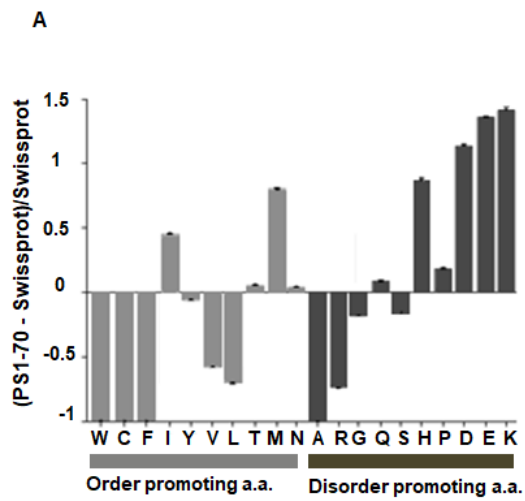 A
(PS1-70 - Swissprot)/Swissprot
1.5
1
0.5
0
-0.5
-1
W C F I Y V L T M N A R G Q S H P D E K
Order promoting a.a. Disorder promoting a.a.